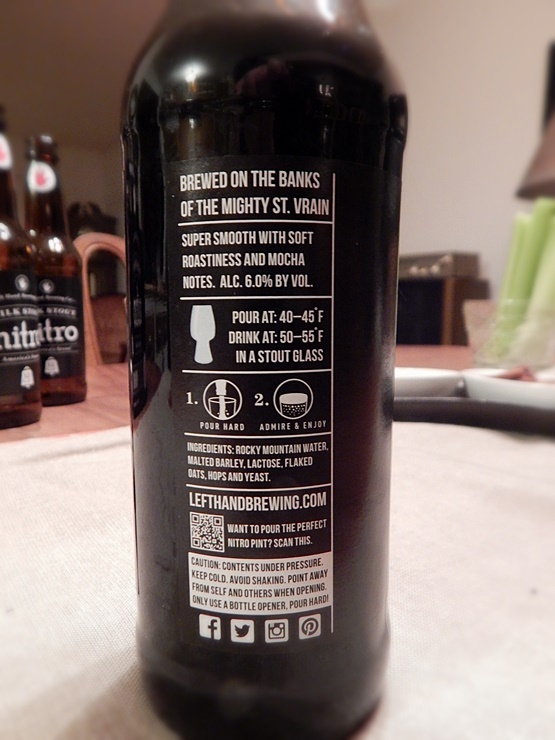 BREWED ON THE BANKS
OF THE MIGHTY ST. VRAIN
SUPER SMOOTH WITH SOFT
ROASTINESS AND MOCHA
NOTES. ALC. 6.0% BY VOL.
POUR AT: 40–45°F
DRINK AT: 50–55°F
IN A STOUT GLASS
1. 2.
POUR HARD ADMIRE & ENJOY
INGREDIENTS: ROCKY MOUNTAIN WATER,
MALTED BARLEY, LACTOSE, FLAKED
OATS, HOPS AND YEAST.
LEFTHANDBREWING.COM
WANT TO POUR THE PERFECT
NITRO PINT? SCAN THIS.
CAUTION: CONTENTS UNDER PRESSURE.
KEEP COLD. AVOID SHAKING. POINT AWAY
FROM SELF AND OTHERS WHEN OPENING.
ONLY USE A BOTTLE OPENER, POUR HARD!
MILK STOUT
nitro